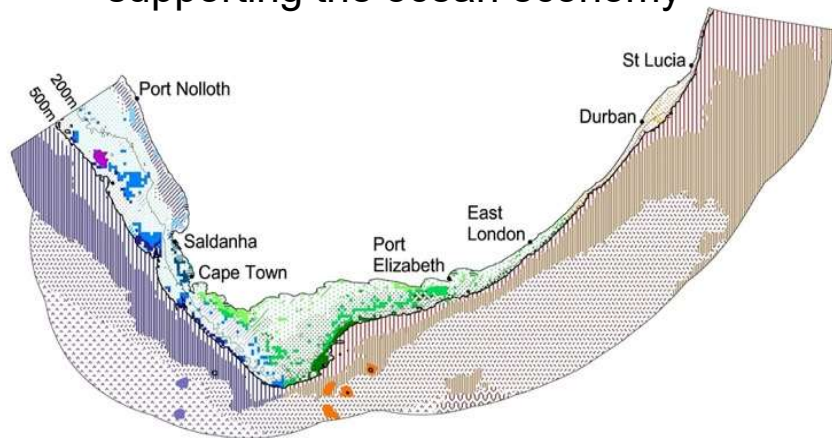 supporting the ocean economy
200m
500m
Port Nolloth
St Lucia
Durban
East
London
Port
Elizabeth
Saldanha
Cape Town